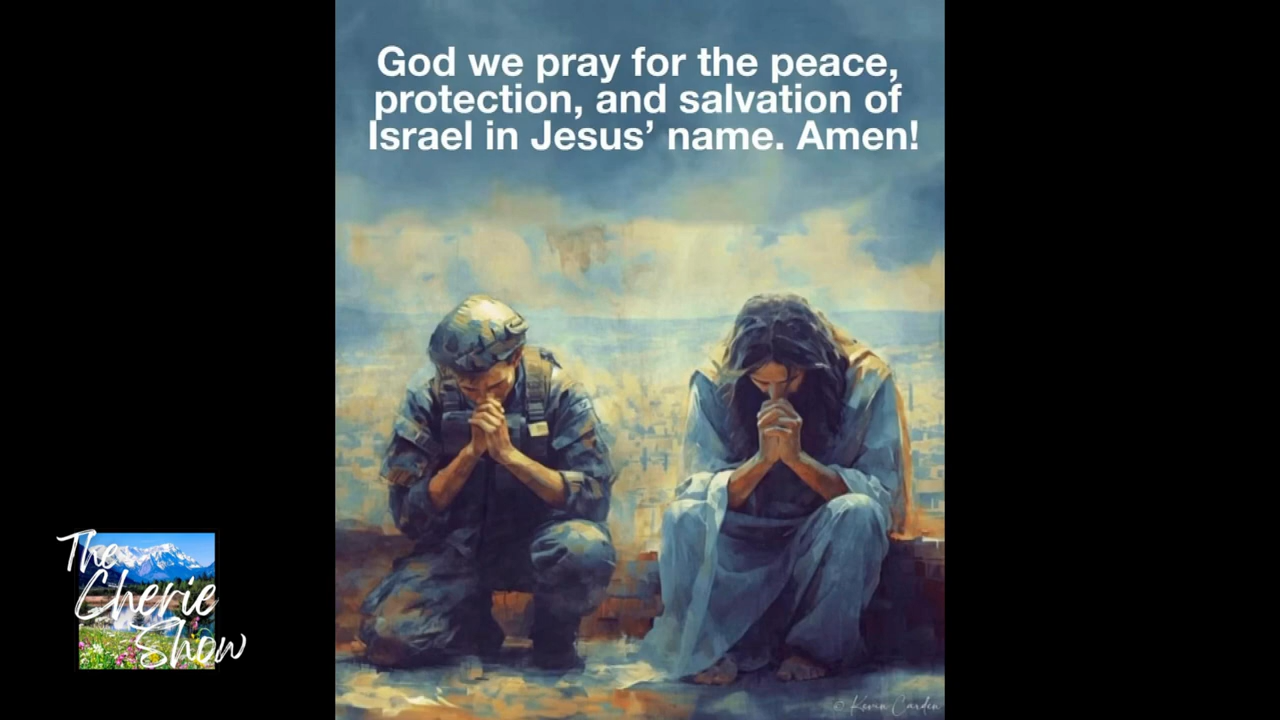 God we pray for the peace,
protection, and salvation of
Israel in Jesus’ name. Amen!
The
Cherie
Show
© Kevin Carden